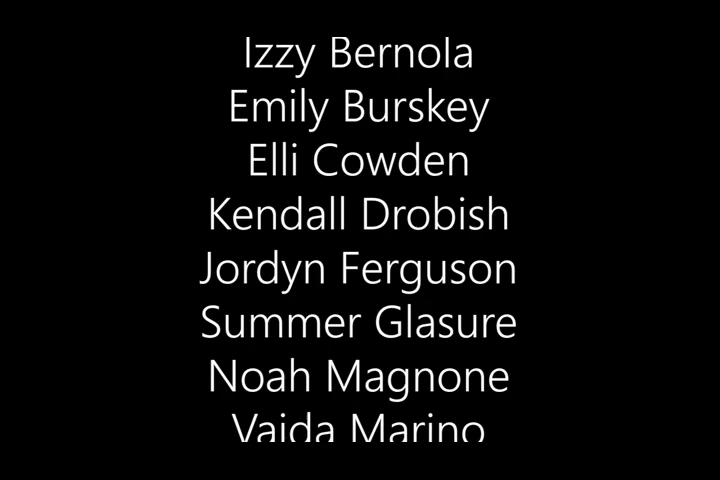 Izzy Bernola
Emily Burskey
Elli Cowden
Kendall Drobish
Jordyn Ferguson
Summer Glasure
Noah Magnone
Vaida Marino